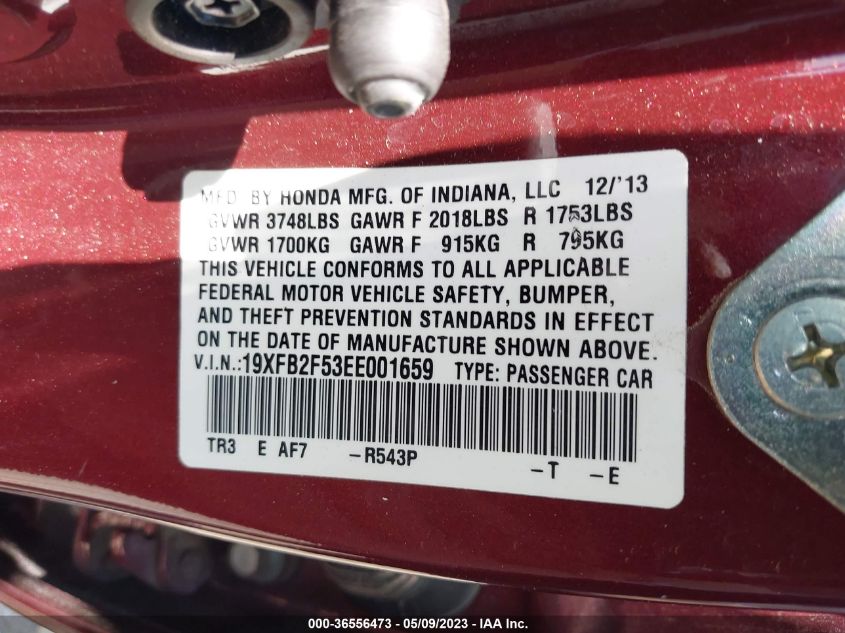 MFD. BY HONDA MFG. OF INDIANA, LLC 12/'13
GVWR 3748LBS GAWR F 2018LBS R 1753LBS
GVWR 1700KG GAWR F 915KG R 795KG
THIS VEHICLE CONFORMS TO ALL APPLICABLE
FEDERAL MOTOR VEHICLE SAFETY, BUMPER,
AND THEFT PREVENTION STANDARDS IN EFFECT
ON THE DATE OF MANUFACTURE SHOWN ABOVE.
V.I.N.:19XFB2F53EE001659 TYPE: PASSENGER CAR
TR3 E AF7 -R543P -T -E
000-36556473 - 05/09/2023 - IAA Inc.